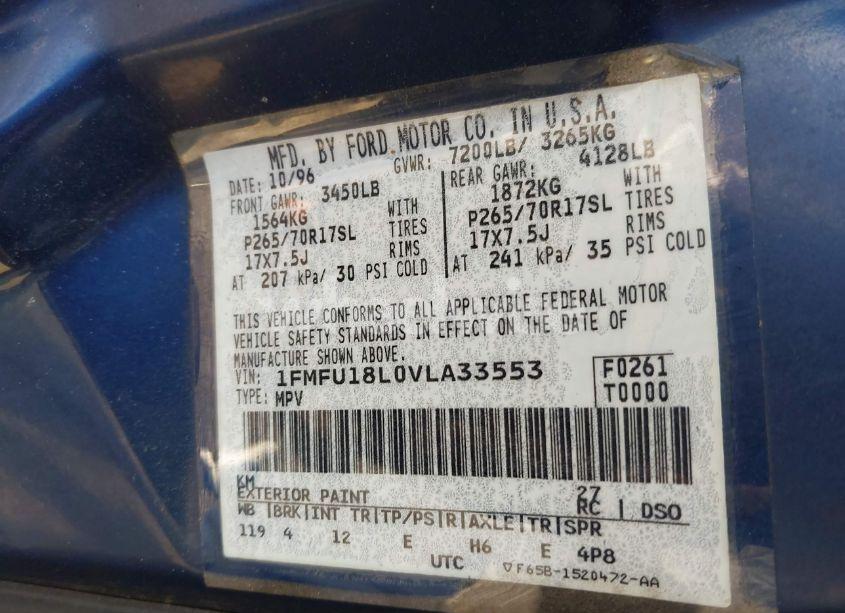 MFD. BY FORD MOTOR CO. IN U.S.A.
DATE: 10/96 GVWR: 7200LB/ 3265KG
FRONT GAWR: 3450LB REAR GAWR: 4128LB
1564KG WITH 1872KG WITH
P265/70R17SL TIRES P265/70R17SL TIRES
17X7.5J RIMS 17X7.5J RIMS
AT 207 kPa/ 30 PSI COLD AT 241 kPa/ 35 PSI COLD
THIS VEHICLE CONFORMS TO ALL APPLICABLE FEDERAL MOTOR
VEHICLE SAFETY STANDARDS IN EFFECT ON THE DATE OF
MANUFACTURE SHOWN ABOVE.
VIN: 1FMFU18L0VLA33553 F0261
TYPE: MPV T0000
KM 27
EXTERIOR PAINT RC DSO
WB BRK INT TR TP/PS R AXLE TR SPR
119 4 12 E H6 E 4P8
UTC ▽F65B-1520472-AA